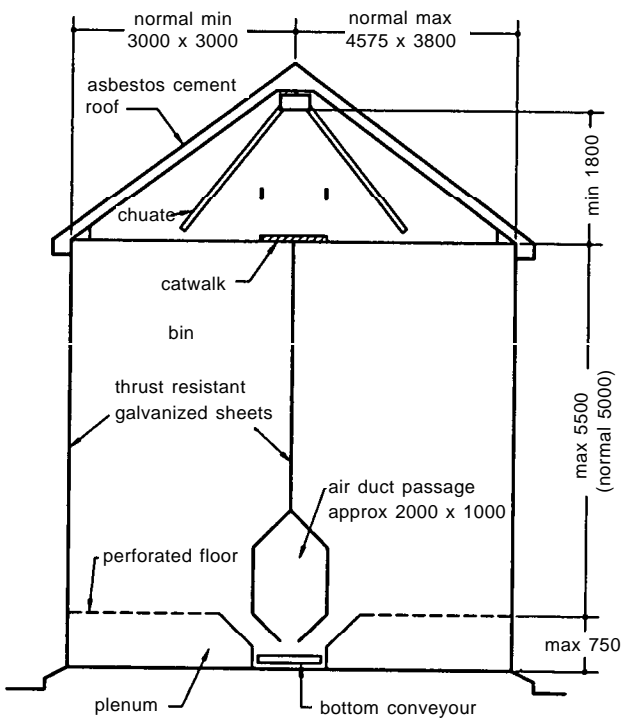 normal min
3000 x 3000
normal max
4575 x 3800
asbestos cement
roof
min 1800
chuate
catwalk
bin
thrust resistant
galvanized sheets
max 5500
(normal 5000)
air duct passage
approx 2000 x 1000
perforated floor
max 750
plenum
bottom conveyour